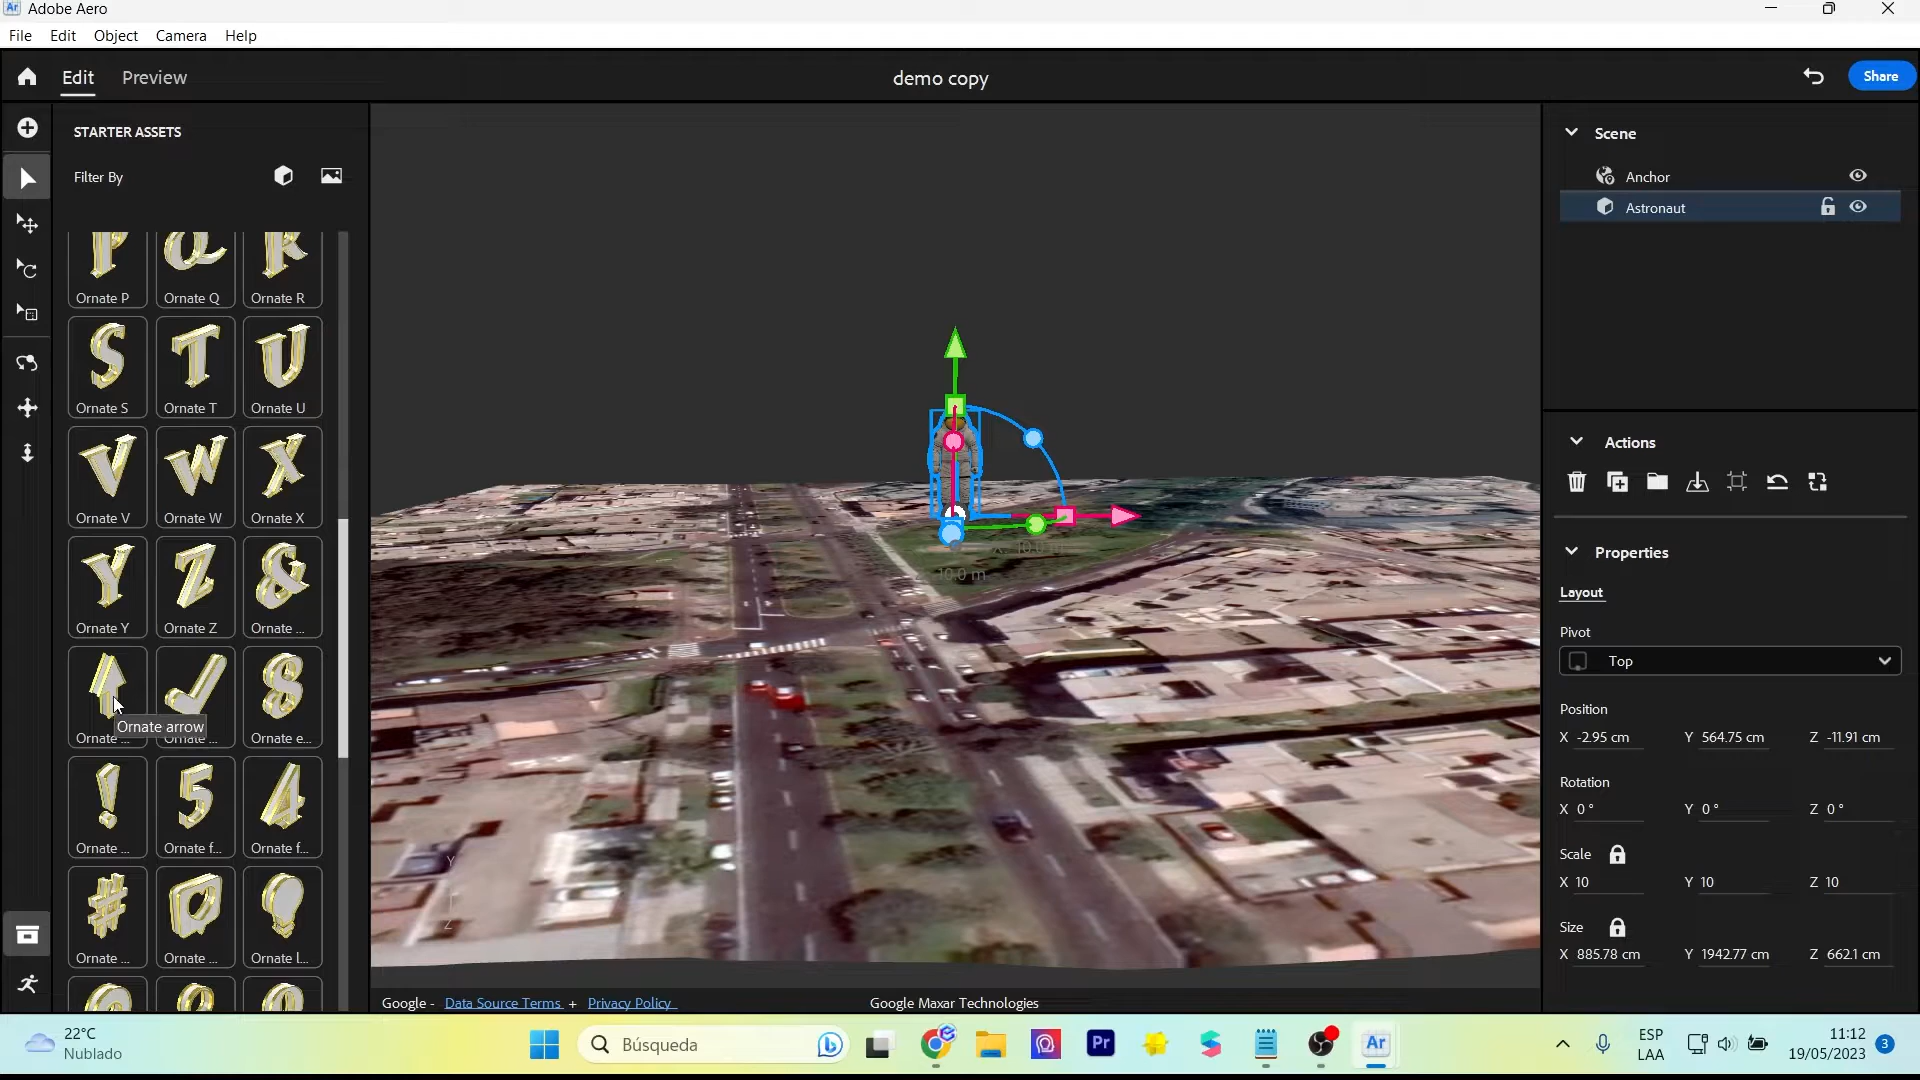 Adobe Aero
File Edit Object Camera Help
Edit Preview
demo copy
Share
STARTER ASSETS
Filter By
Ornate P Ornate Q Ornate R
Ornate S Ornate T Ornate U
Ornate V Ornate W Ornate X
Ornate Y Ornate Z Ornate ...
Ornate arrow
Ornate ... Ornate ... Ornate e...
Ornate ... Ornate f... Ornate f...
Ornate ... Ornate ... Ornate l...
10.0 m
Y
Z
Google - Data Source Terms + Privacy Policy
Google Maxar Technologies
Scene
Anchor
Astronaut
Actions
Properties
Layout
Pivot
Top
Position
X -2.95 cm Y 564.75 cm Z -11.91 cm
Rotation
X 0° Y 0° Z 0°
Scale
X 10 Y 10 Z 10
Size
X 885.78 cm Y 1942.77 cm Z 662.1 cm
22°C
Nublado
Búsqueda
Pr
Ar
ESP
LAA
11:12
19/05/2023
3